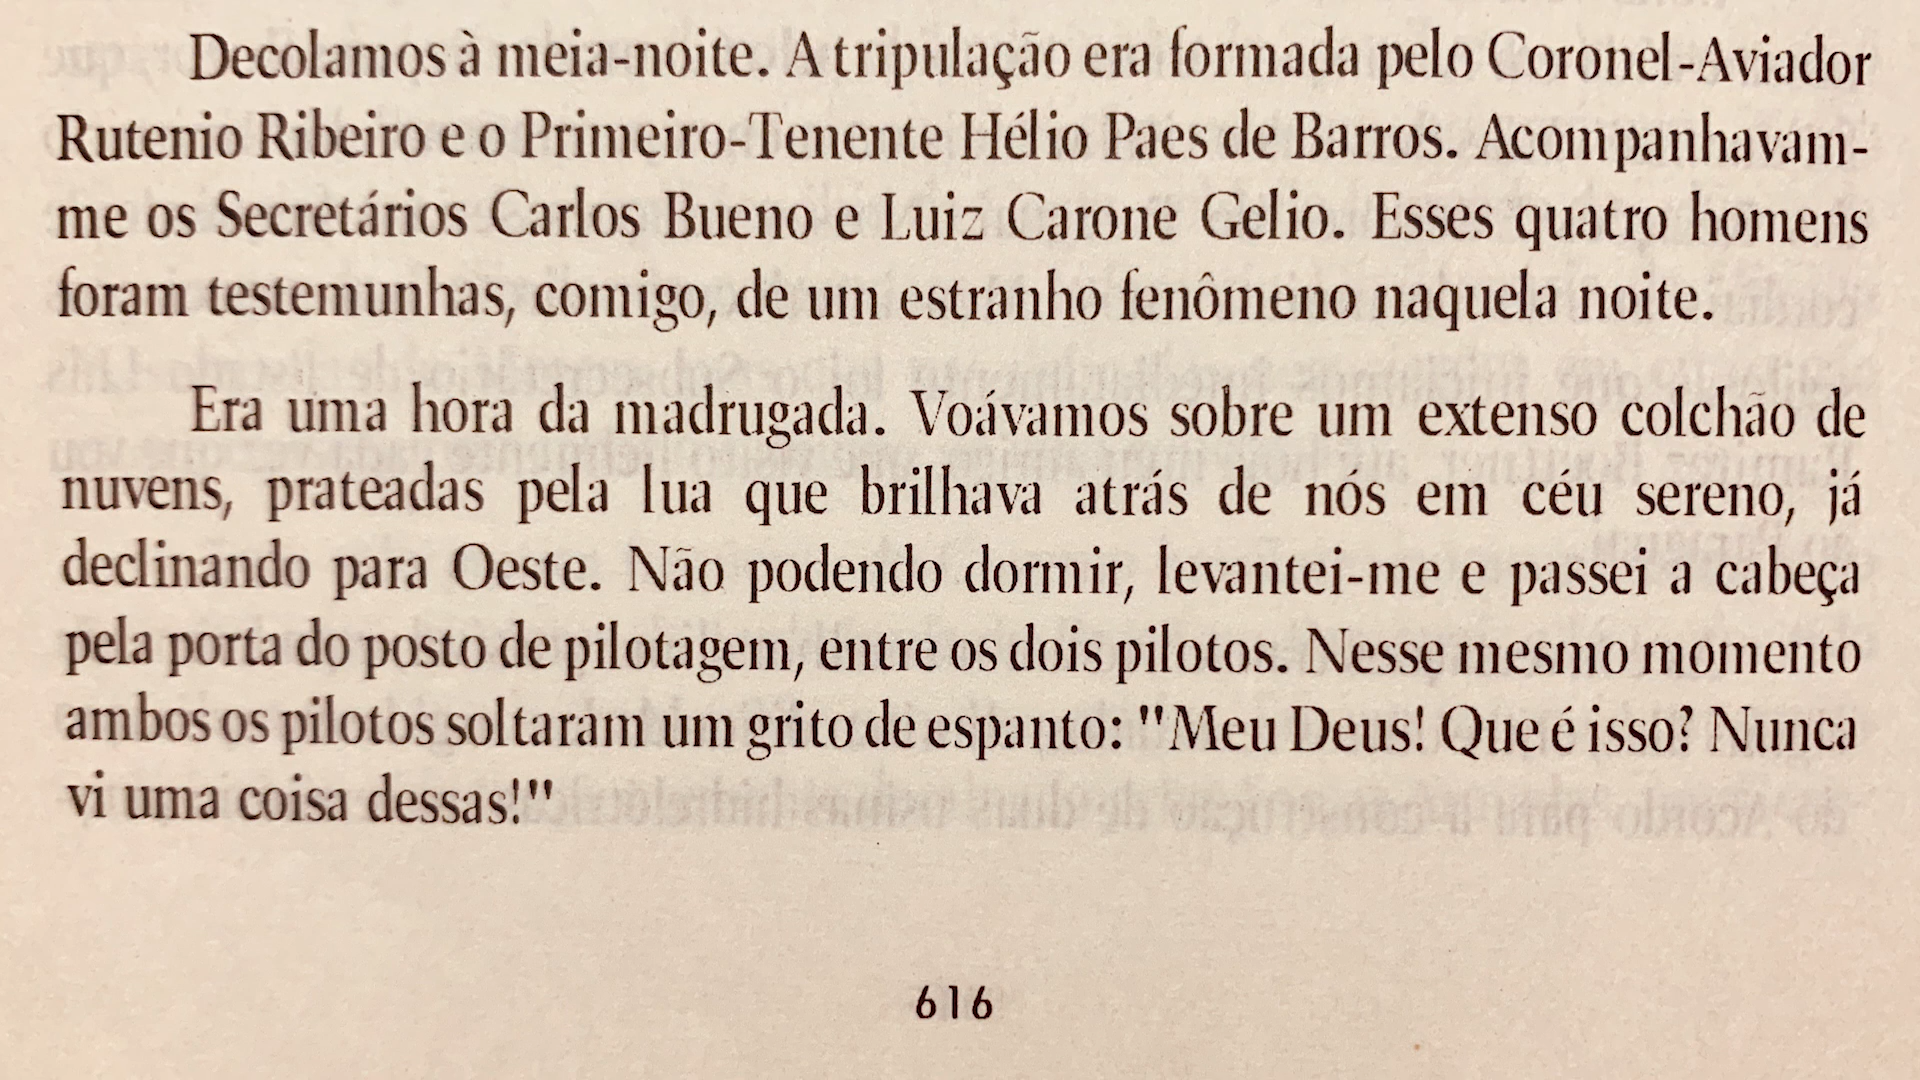 Decolamos à meia-noite. A tripulação era formada pelo Coronel-Aviador
Rutenio Ribeiro e o Primeiro-Tenente Hélio Paes de Barros. Acompanhavam-
me os Secretários Carlos Bueno e Luiz Carone Gelio. Esses quatro homens
foram testemunhas, comigo, de um estranho fenômeno naquela noite.
Era uma hora da madrugada. Voávamos sobre um extenso colchão de
nuvens, prateadas pela lua que brilhava atrás de nós em céu sereno, já
declinando para Oeste. Não podendo dormir, levantei-me e passei a cabeça
pela porta do posto de pilotagem, entre os dois pilotos. Nesse mesmo momento
ambos os pilotos soltaram um grito de espanto: "Meu Deus! Que é isso? Nunca
vi uma coisa dessas!"
616